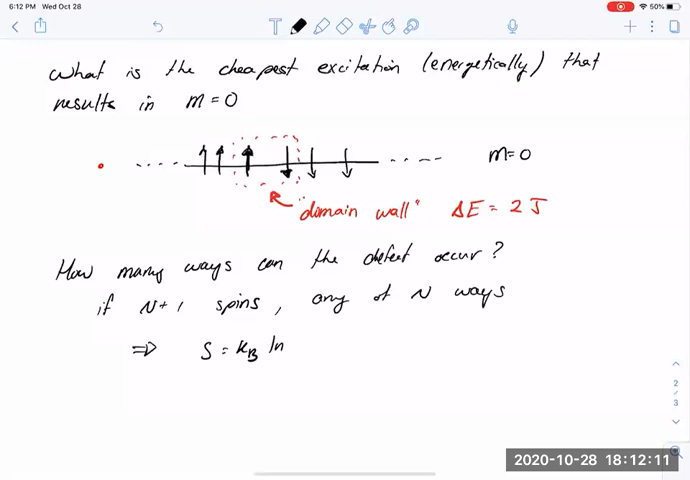 6:12 PM Wed Oct 28
50%
What is the cheapest excitation (energetically) that
results in m=0
m=0
"domain wall" ΔE = 2 J
How many ways can the defect occur?
if N+1 spins, any of N ways
⇒ S = k_B ln
2
/
3
2020-10-28 18:12:11